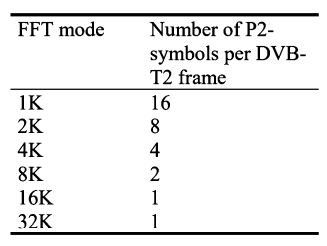 FFT mode Number of P2-
symbols per DVB-
T2 frame
1K 16
2K 8
4K 4
8K 2
16K 1
32K 1